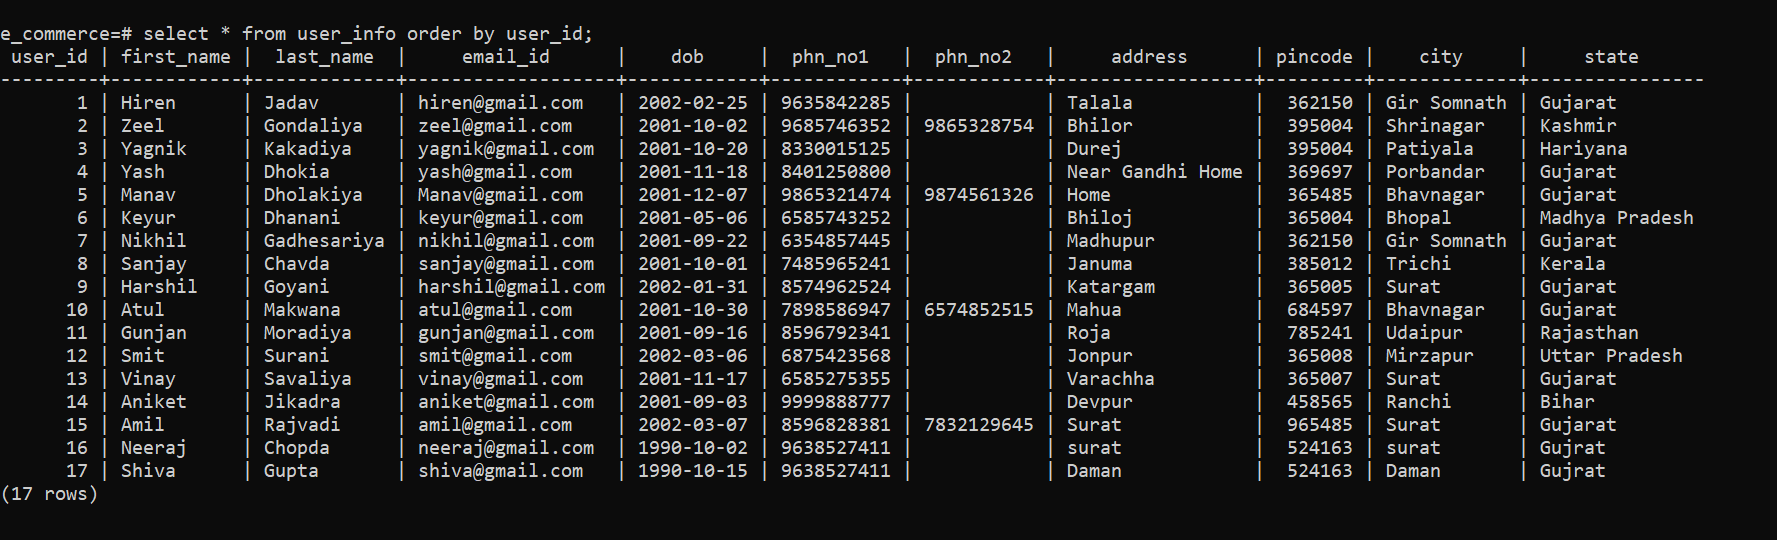 e_commerce=# select * from user_info order by user_id;
 user_id | first_name |  last_name  |     email_id      |    dob     |  phn_no1   |  phn_no2   |     address      | pincode |    city     |     state
---------+------------+-------------+-------------------+------------+------------+------------+------------------+---------+-------------+----------------
       1 | Hiren      | Jadav       | hiren@gmail.com   | 2002-02-25 | 9635842285 |            | Talala           |  362150 | Gir Somnath | Gujarat
       2 | Zeel       | Gondaliya   | zeel@gmail.com    | 2001-10-02 | 9685746352 | 9865328754 | Bhilor           |  395004 | Shrinagar   | Kashmir
       3 | Yagnik     | Kakadiya    | yagnik@gmail.com  | 2001-10-20 | 8330015125 |            | Durej            |  395004 | Patiyala    | Hariyana
       4 | Yash       | Dhokia      | yash@gmail.com    | 2001-11-18 | 8401250800 |            | Near Gandhi Home |  369697 | Porbandar   | Gujarat
       5 | Manav      | Dholakiya   | Manav@gmail.com   | 2001-12-07 | 9865321474 | 9874561326 | Home             |  365485 | Bhavnagar   | Gujarat
       6 | Keyur      | Dhanani     | keyur@gmail.com   | 2001-05-06 | 6585743252 |            | Bhiloj           |  365004 | Bhopal      | Madhya Pradesh
       7 | Nikhil     | Gadhesariya | nikhil@gmail.com  | 2001-09-22 | 6354857445 |            | Madhupur         |  362150 | Gir Somnath | Gujarat
       8 | Sanjay     | Chavda      | sanjay@gmail.com  | 2001-10-01 | 7485965241 |            | Januma           |  385012 | Trichi      | Kerala
       9 | Harshil    | Goyani      | harshil@gmail.com | 2002-01-31 | 8574962524 |            | Katargam         |  365005 | Surat       | Gujarat
      10 | Atul       | Makwana     | atul@gmail.com    | 2001-10-30 | 7898586947 | 6574852515 | Mahua            |  684597 | Bhavnagar   | Gujarat
      11 | Gunjan     | Moradiya    | gunjan@gmail.com  | 2001-09-16 | 8596792341 |            | Roja             |  785241 | Udaipur     | Rajasthan
      12 | Smit       | Surani      | smit@gmail.com    | 2002-03-06 | 6875423568 |            | Jonpur           |  365008 | Mirzapur    | Uttar Pradesh
      13 | Vinay      | Savaliya    | vinay@gmail.com   | 2001-11-17 | 6585275355 |            | Varachha         |  365007 | Surat       | Gujarat
      14 | Aniket     | Jikadra     | aniket@gmail.com  | 2001-09-03 | 9999888777 |            | Devpur           |  458565 | Ranchi      | Bihar
      15 | Amil       | Rajvadi     | amil@gmail.com    | 2002-03-07 | 8596828381 | 7832129645 | Surat            |  965485 | Surat       | Gujarat
      16 | Neeraj     | Chopda      | neeraj@gmail.com  | 1990-10-02 | 9638527411 |            | surat            |  524163 | surat       | Gujrat
      17 | Shiva      | Gupta       | shiva@gmail.com   | 1990-10-15 | 9638527411 |            | Daman            |  524163 | Daman       | Gujrat
(17 rows)